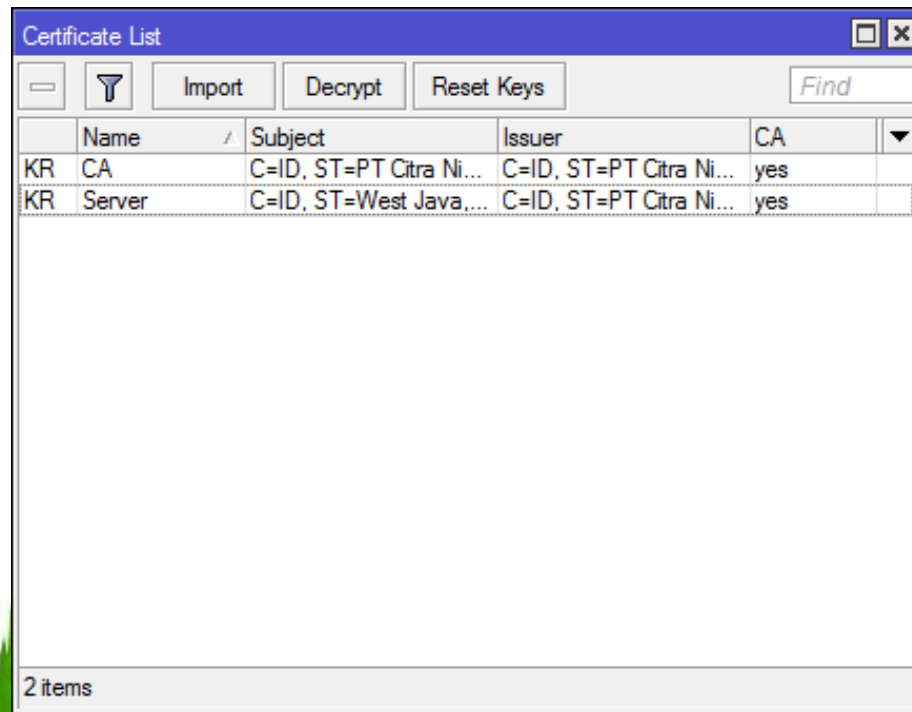 Certificate List
Import Decrypt Reset Keys Find
Name Subject Issuer CA
KR CA C=ID, ST=PT Citra Ni... C=ID, ST=PT Citra Ni... yes
KR Server C=ID, ST=West Java,... C=ID, ST=PT Citra Ni... yes
2 items